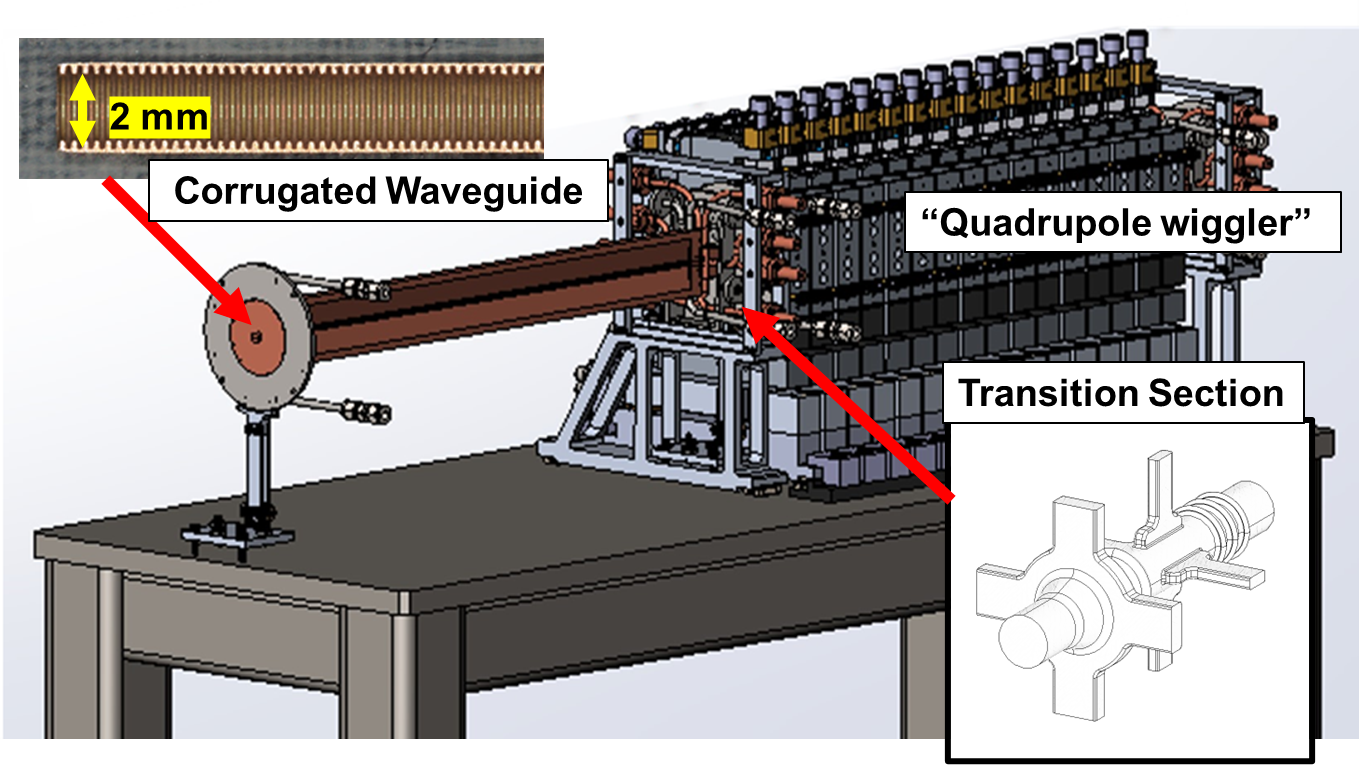 2 mm
Corrugated Waveguide
“Quadrupole wiggler”
Transition Section